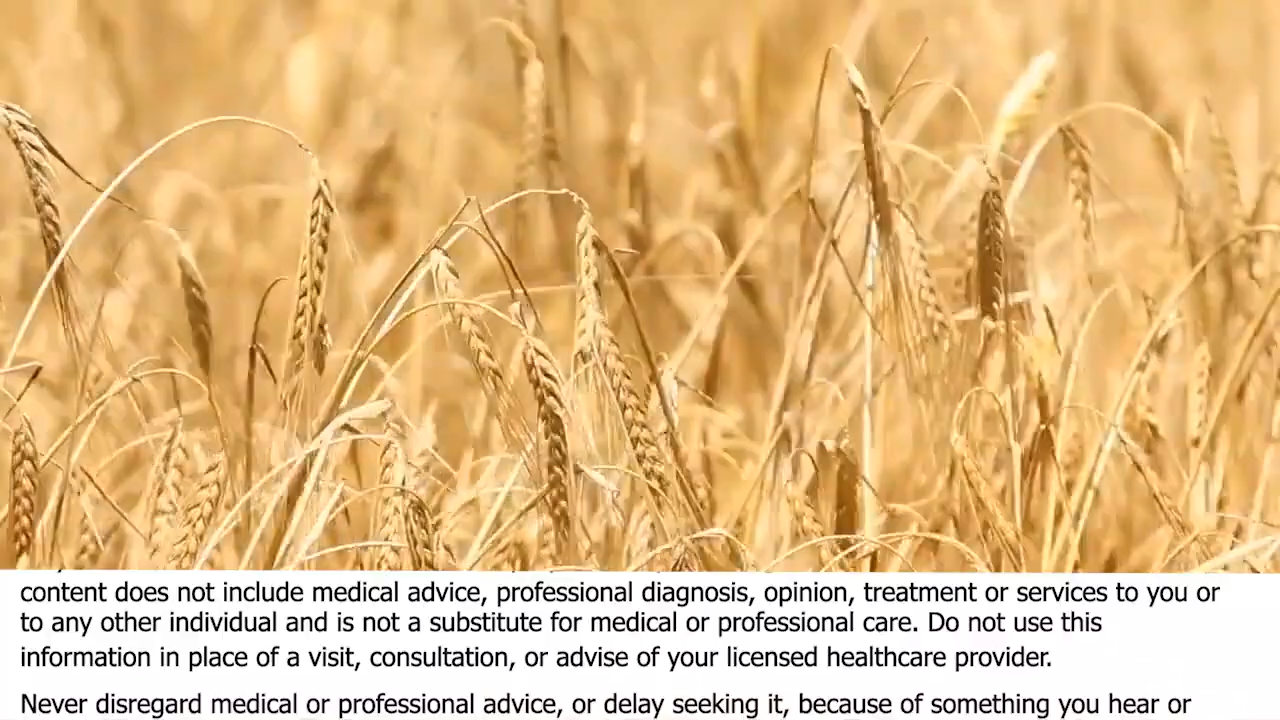 content does not include medical advice, professional diagnosis, opinion, treatment or services to you or
to any other individual and is not a substitute for medical or professional care. Do not use this
information in place of a visit, consultation, or advise of your licensed healthcare provider.
Never disregard medical or professional advice, or delay seeking it, because of something you hear or